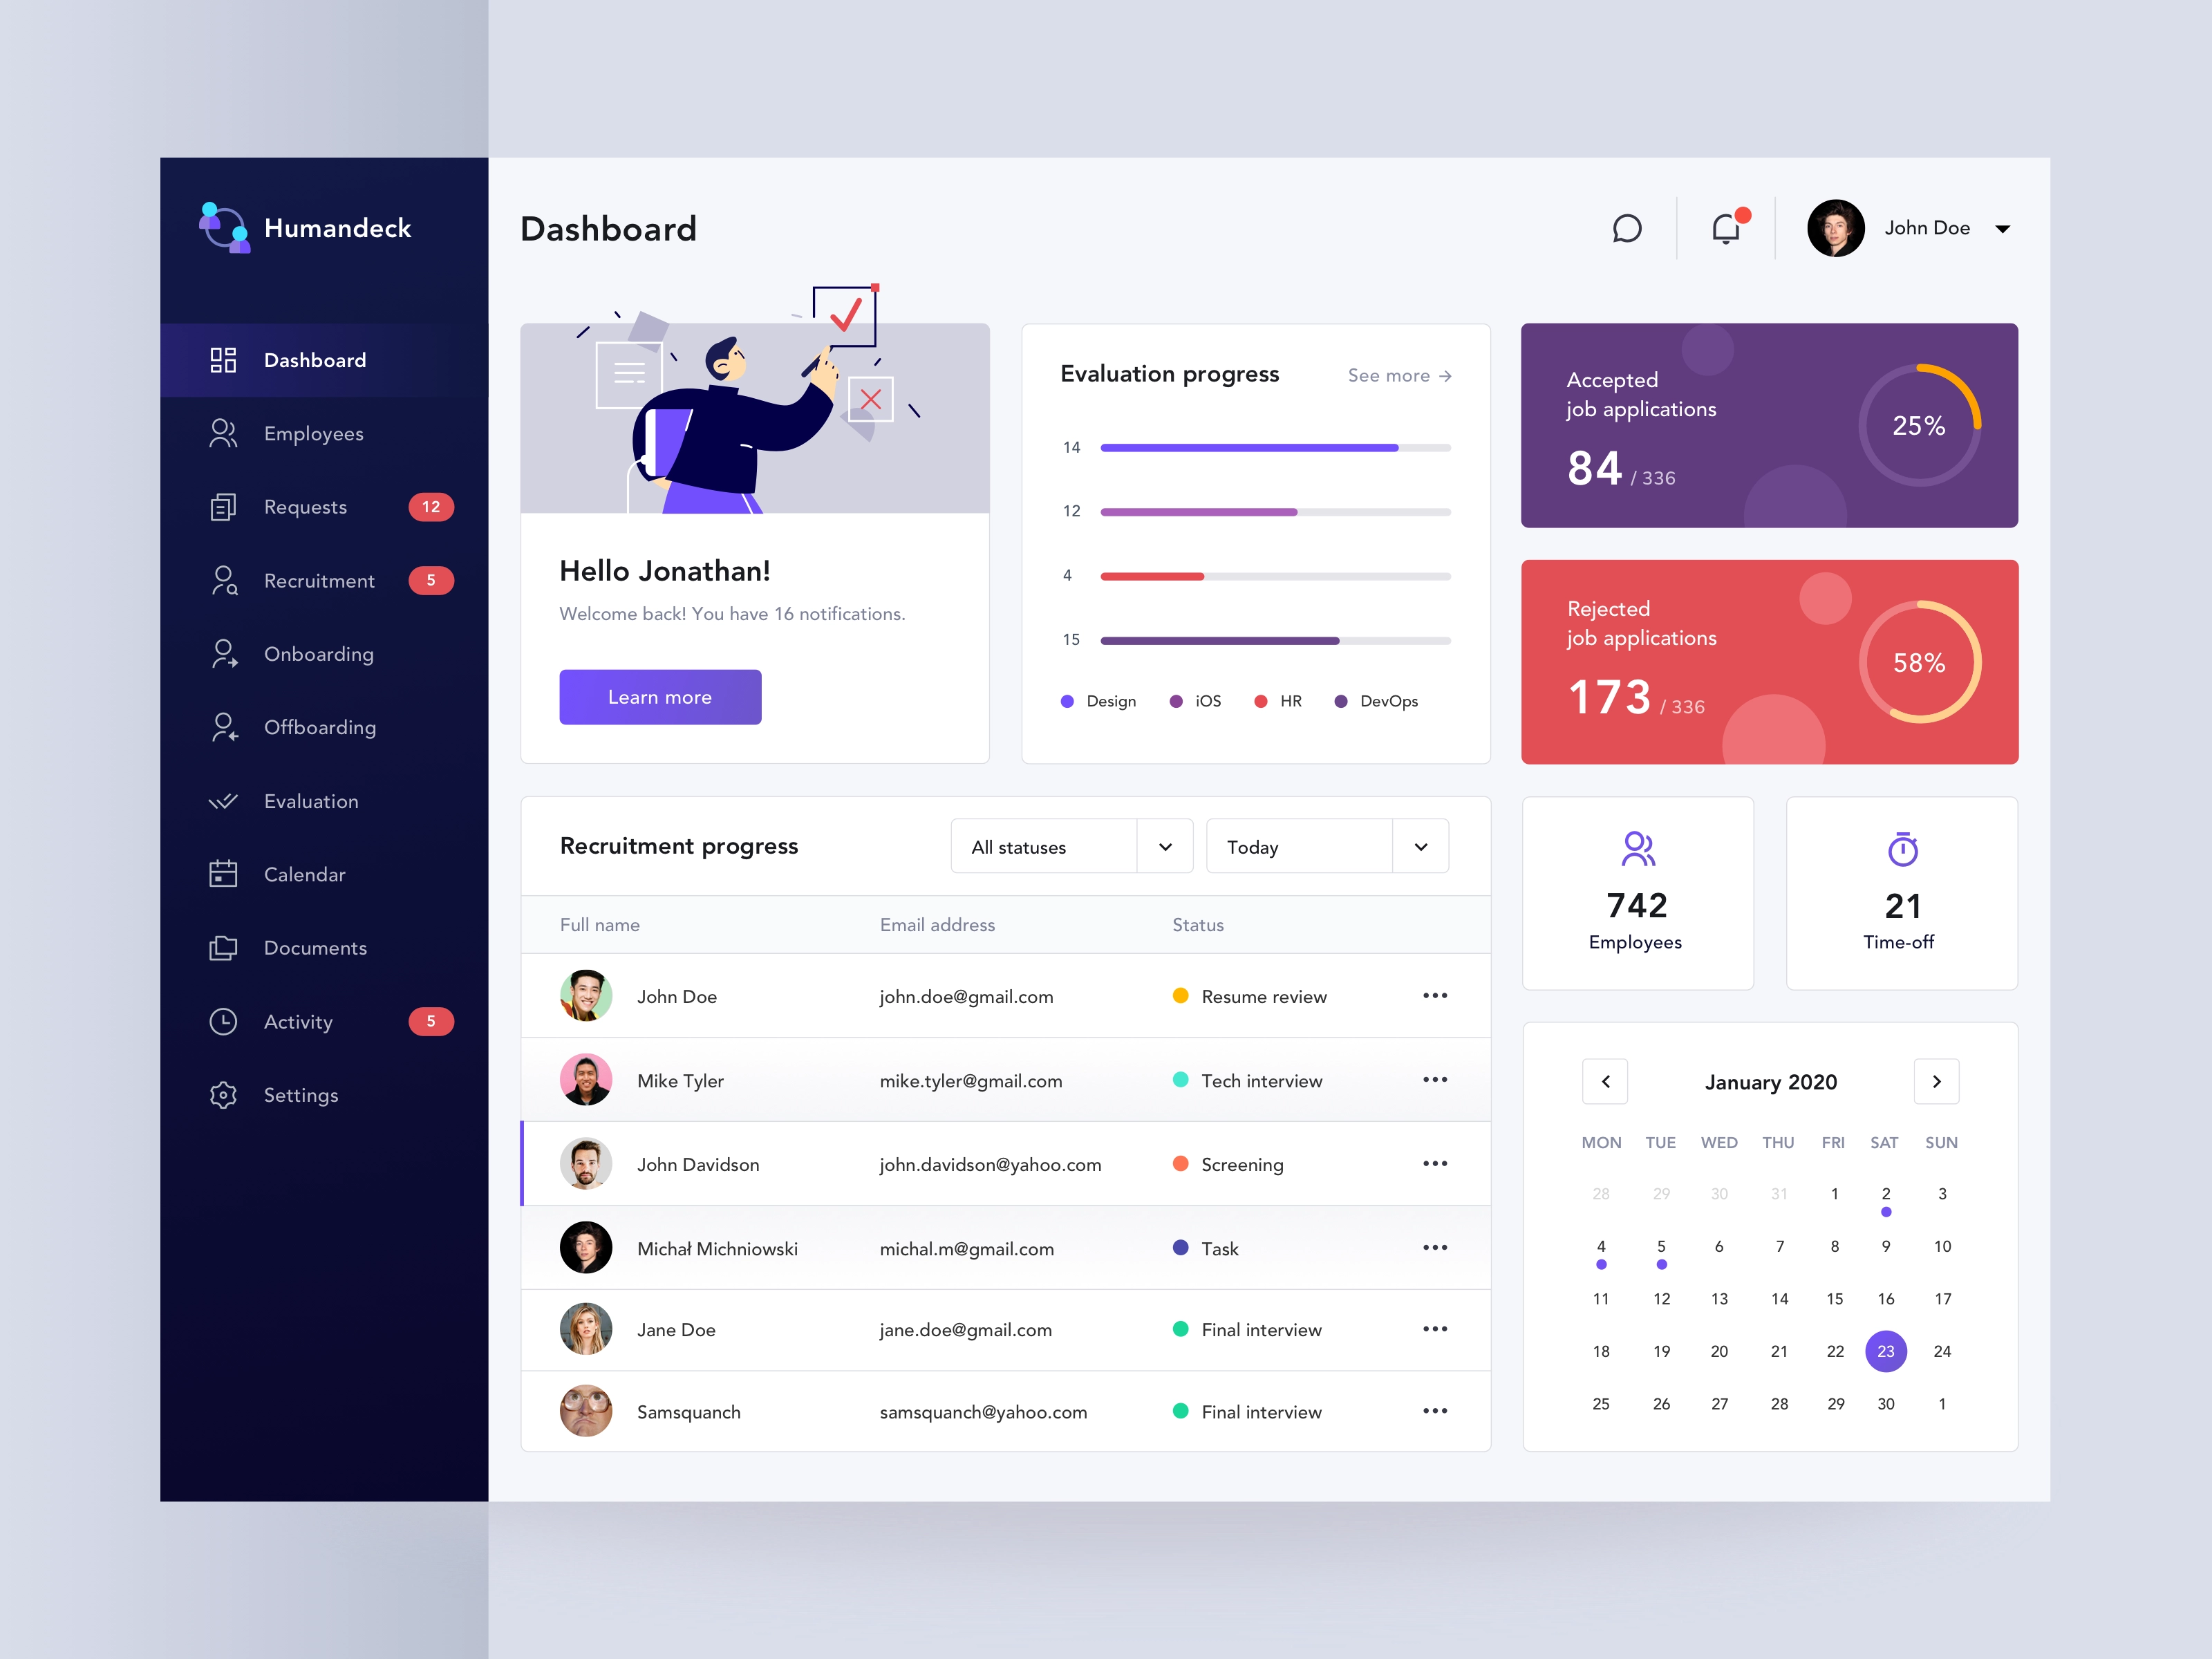 Humandeck
Dashboard
Employees
Requests 12
Recruitment 5
Onboarding
Offboarding
Evaluation
Calendar
Documents
Activity 5
Settings
Dashboard
John Doe
Hello Jonathan!
Welcome back! You have 16 notifications.
Learn more
Evaluation progress See more →
14
12
4
15
Design iOS HR DevOps
Accepted
job applications
84 / 336
25%
Rejected
job applications
173 / 336
58%
Recruitment progress All statuses Today
Full name Email address Status
John Doe john.doe@gmail.com Resume review
Mike Tyler mike.tyler@gmail.com Tech interview
John Davidson john.davidson@yahoo.com Screening
Michał Michniowski michal.m@gmail.com Task
Jane Doe jane.doe@gmail.com Final interview
Samsquanch samsquanch@yahoo.com Final interview
742
Employees
21
Time-off
January 2020
MON TUE WED THU FRI SAT SUN
28 29 30 31 1 2 3
4 5 6 7 8 9 10
11 12 13 14 15 16 17
18 19 20 21 22 23 24
25 26 27 28 29 30 1